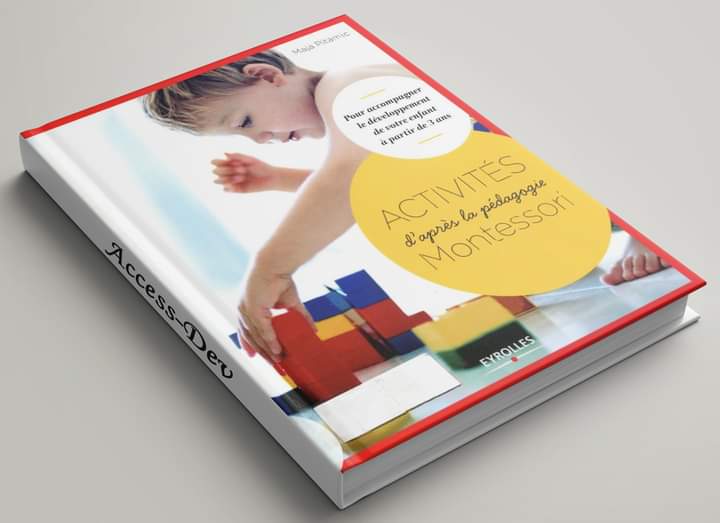 Maja Pitamic
Pour accompagner
le développement
de votre enfant
à partir de 3 ans
ACTIVITÉS
d'après la pédagogie
Montessori
EYROLLES
Access-Dev